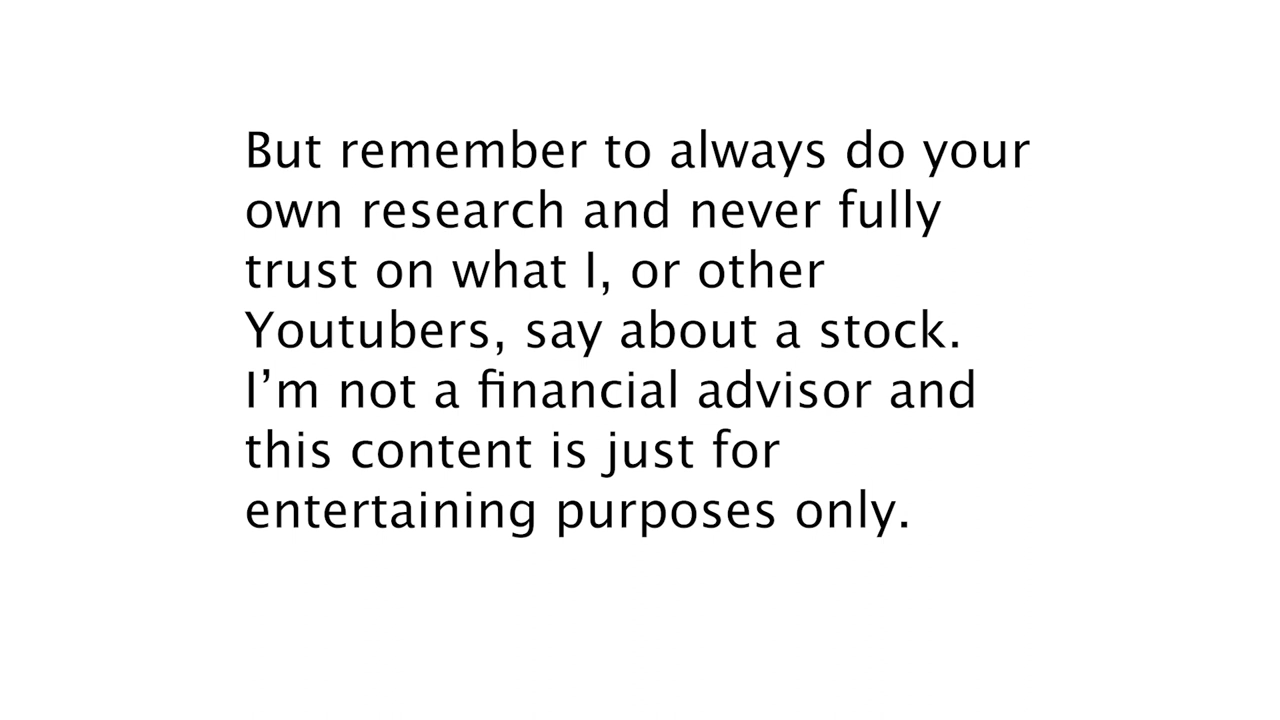 But remember to always do your
own research and never fully
trust on what I, or other
Youtubers, say about a stock.
I’m not a financial advisor and
this content is just for
entertaining purposes only.